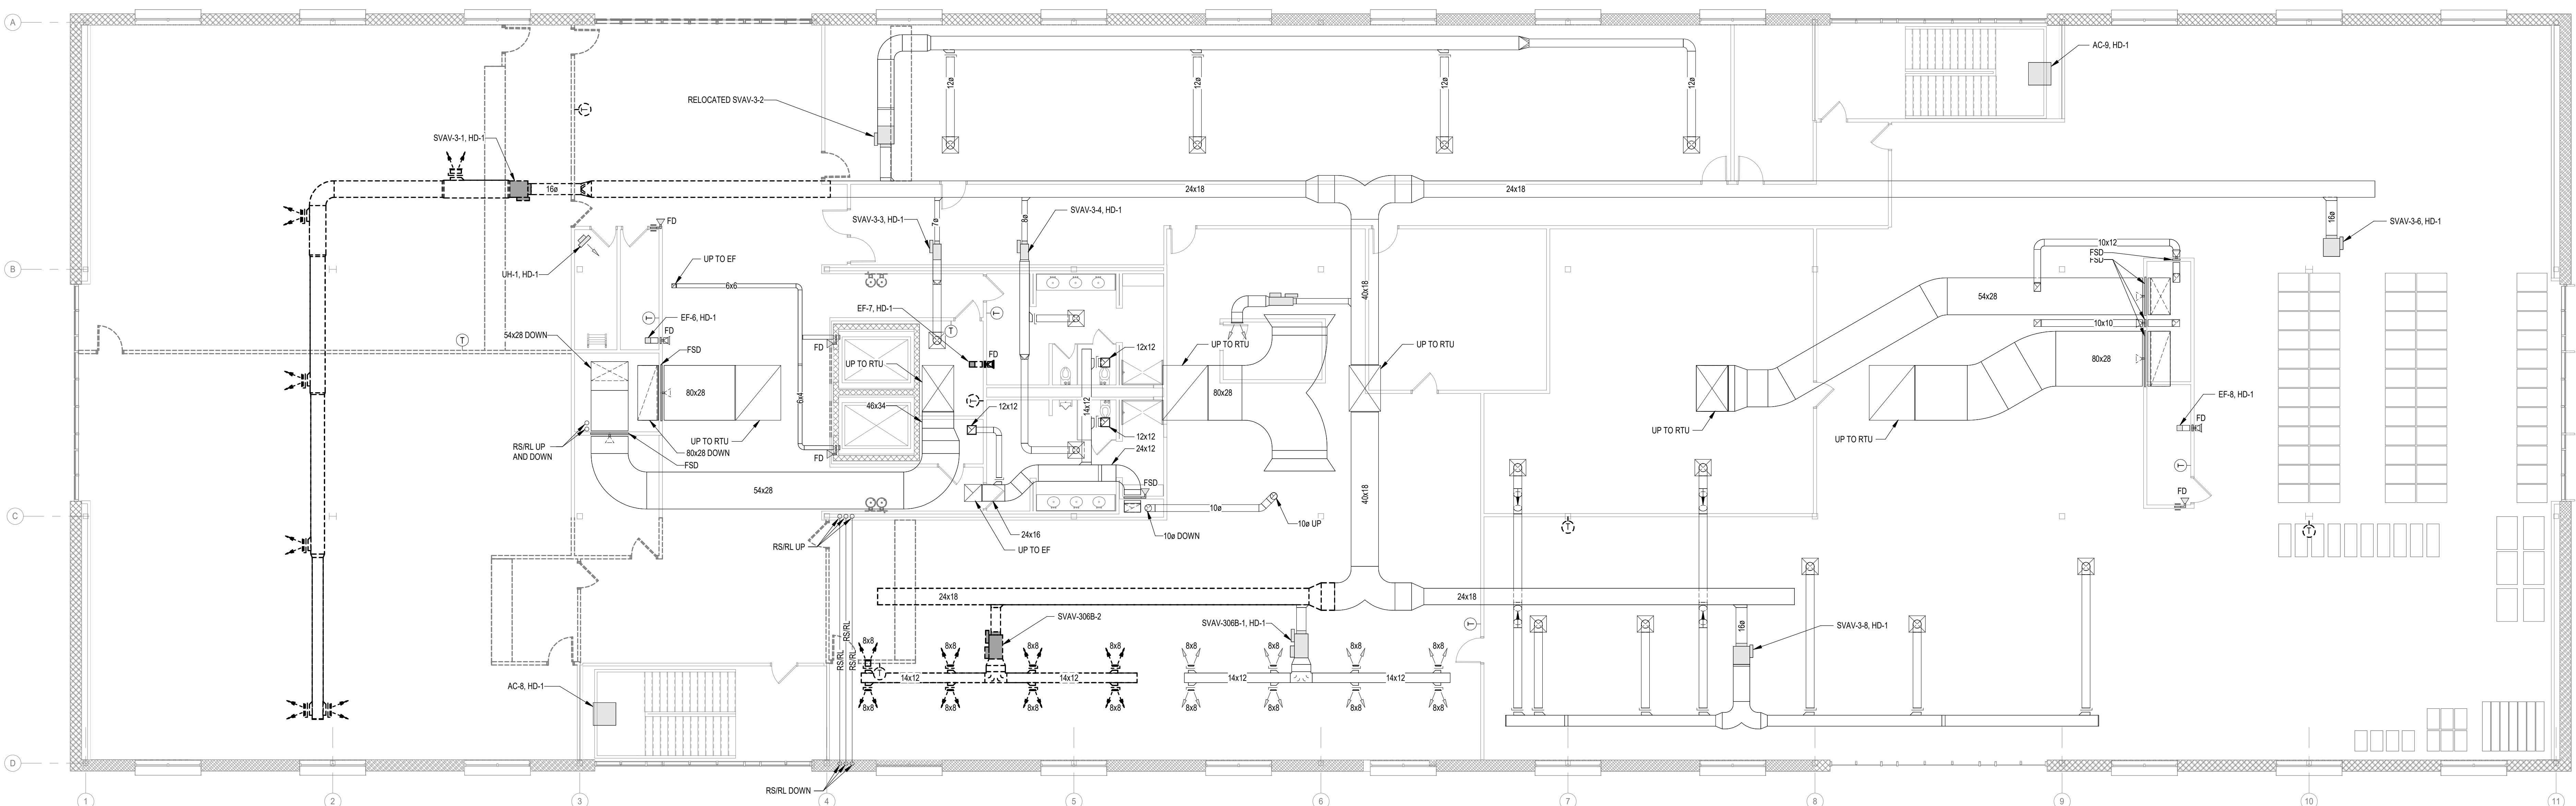 A
AC-9, HD-1
12ø
12ø
12ø
12ø
RELOCATED SVAV-3-2
T
SVAV-3-1, HD-1
16ø
24x18
24x18
SVAV-3-3, HD-1
7ø
8ø
SVAV-3-4, HD-1
FD
16ø
SVAV-3-6, HD-1
10x12
FSD
FSD
UP TO EF
B
UH-1, HD-1
6x6
40x18
54x28
EF-7, HD-1
T
T
EF-6, HD-1
FD
T
10x10
54x28 DOWN
T
FD
FD
FSD
12x12
UP TO RTU
UP TO RTU
UP TO RTU
80x28
80x28
6x4
T
46x34
12x12
14x12
80x28
EF-8, HD-1
FD
UP TO RTU
UP TO RTU
UP TO RTU
RS/RL UP
AND DOWN
80x28 DOWN
FSD
FD
12x12
24x12
T
54x28
FSD
40x18
FD
C
10ø
10ø UP
10ø DOWN
T
T
24x16
RS/RL UP
UP TO EF
24x18
24x18
SVAV-306B-2
SVAV-306B-1, HD-1
T
16ø
SVAV-3-8, HD-1
RS/RL
RS/RL
RS/RL
8x8
8x8
8x8
8x8
8x8
8x8
8x8
8x8
T
14x12
14x12
14x12
14x12
AC-8, HD-1
8x8
8x8
8x8
8x8
8x8
8x8
8x8
8x8
D
RS/RL DOWN
1
2
3
4
5
6
7
8
9
10
11